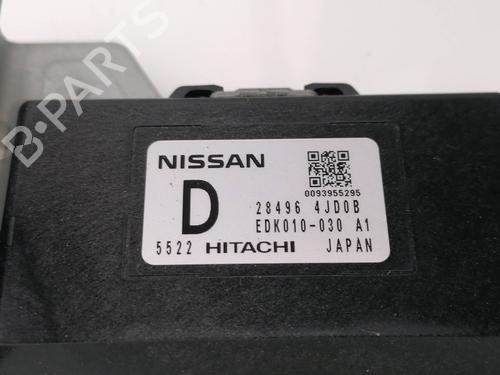 B-PARTS
NISSAN
0093955295
D
28496 4JD0B
EDK010-030 A1
5522 HITACHI JAPAN